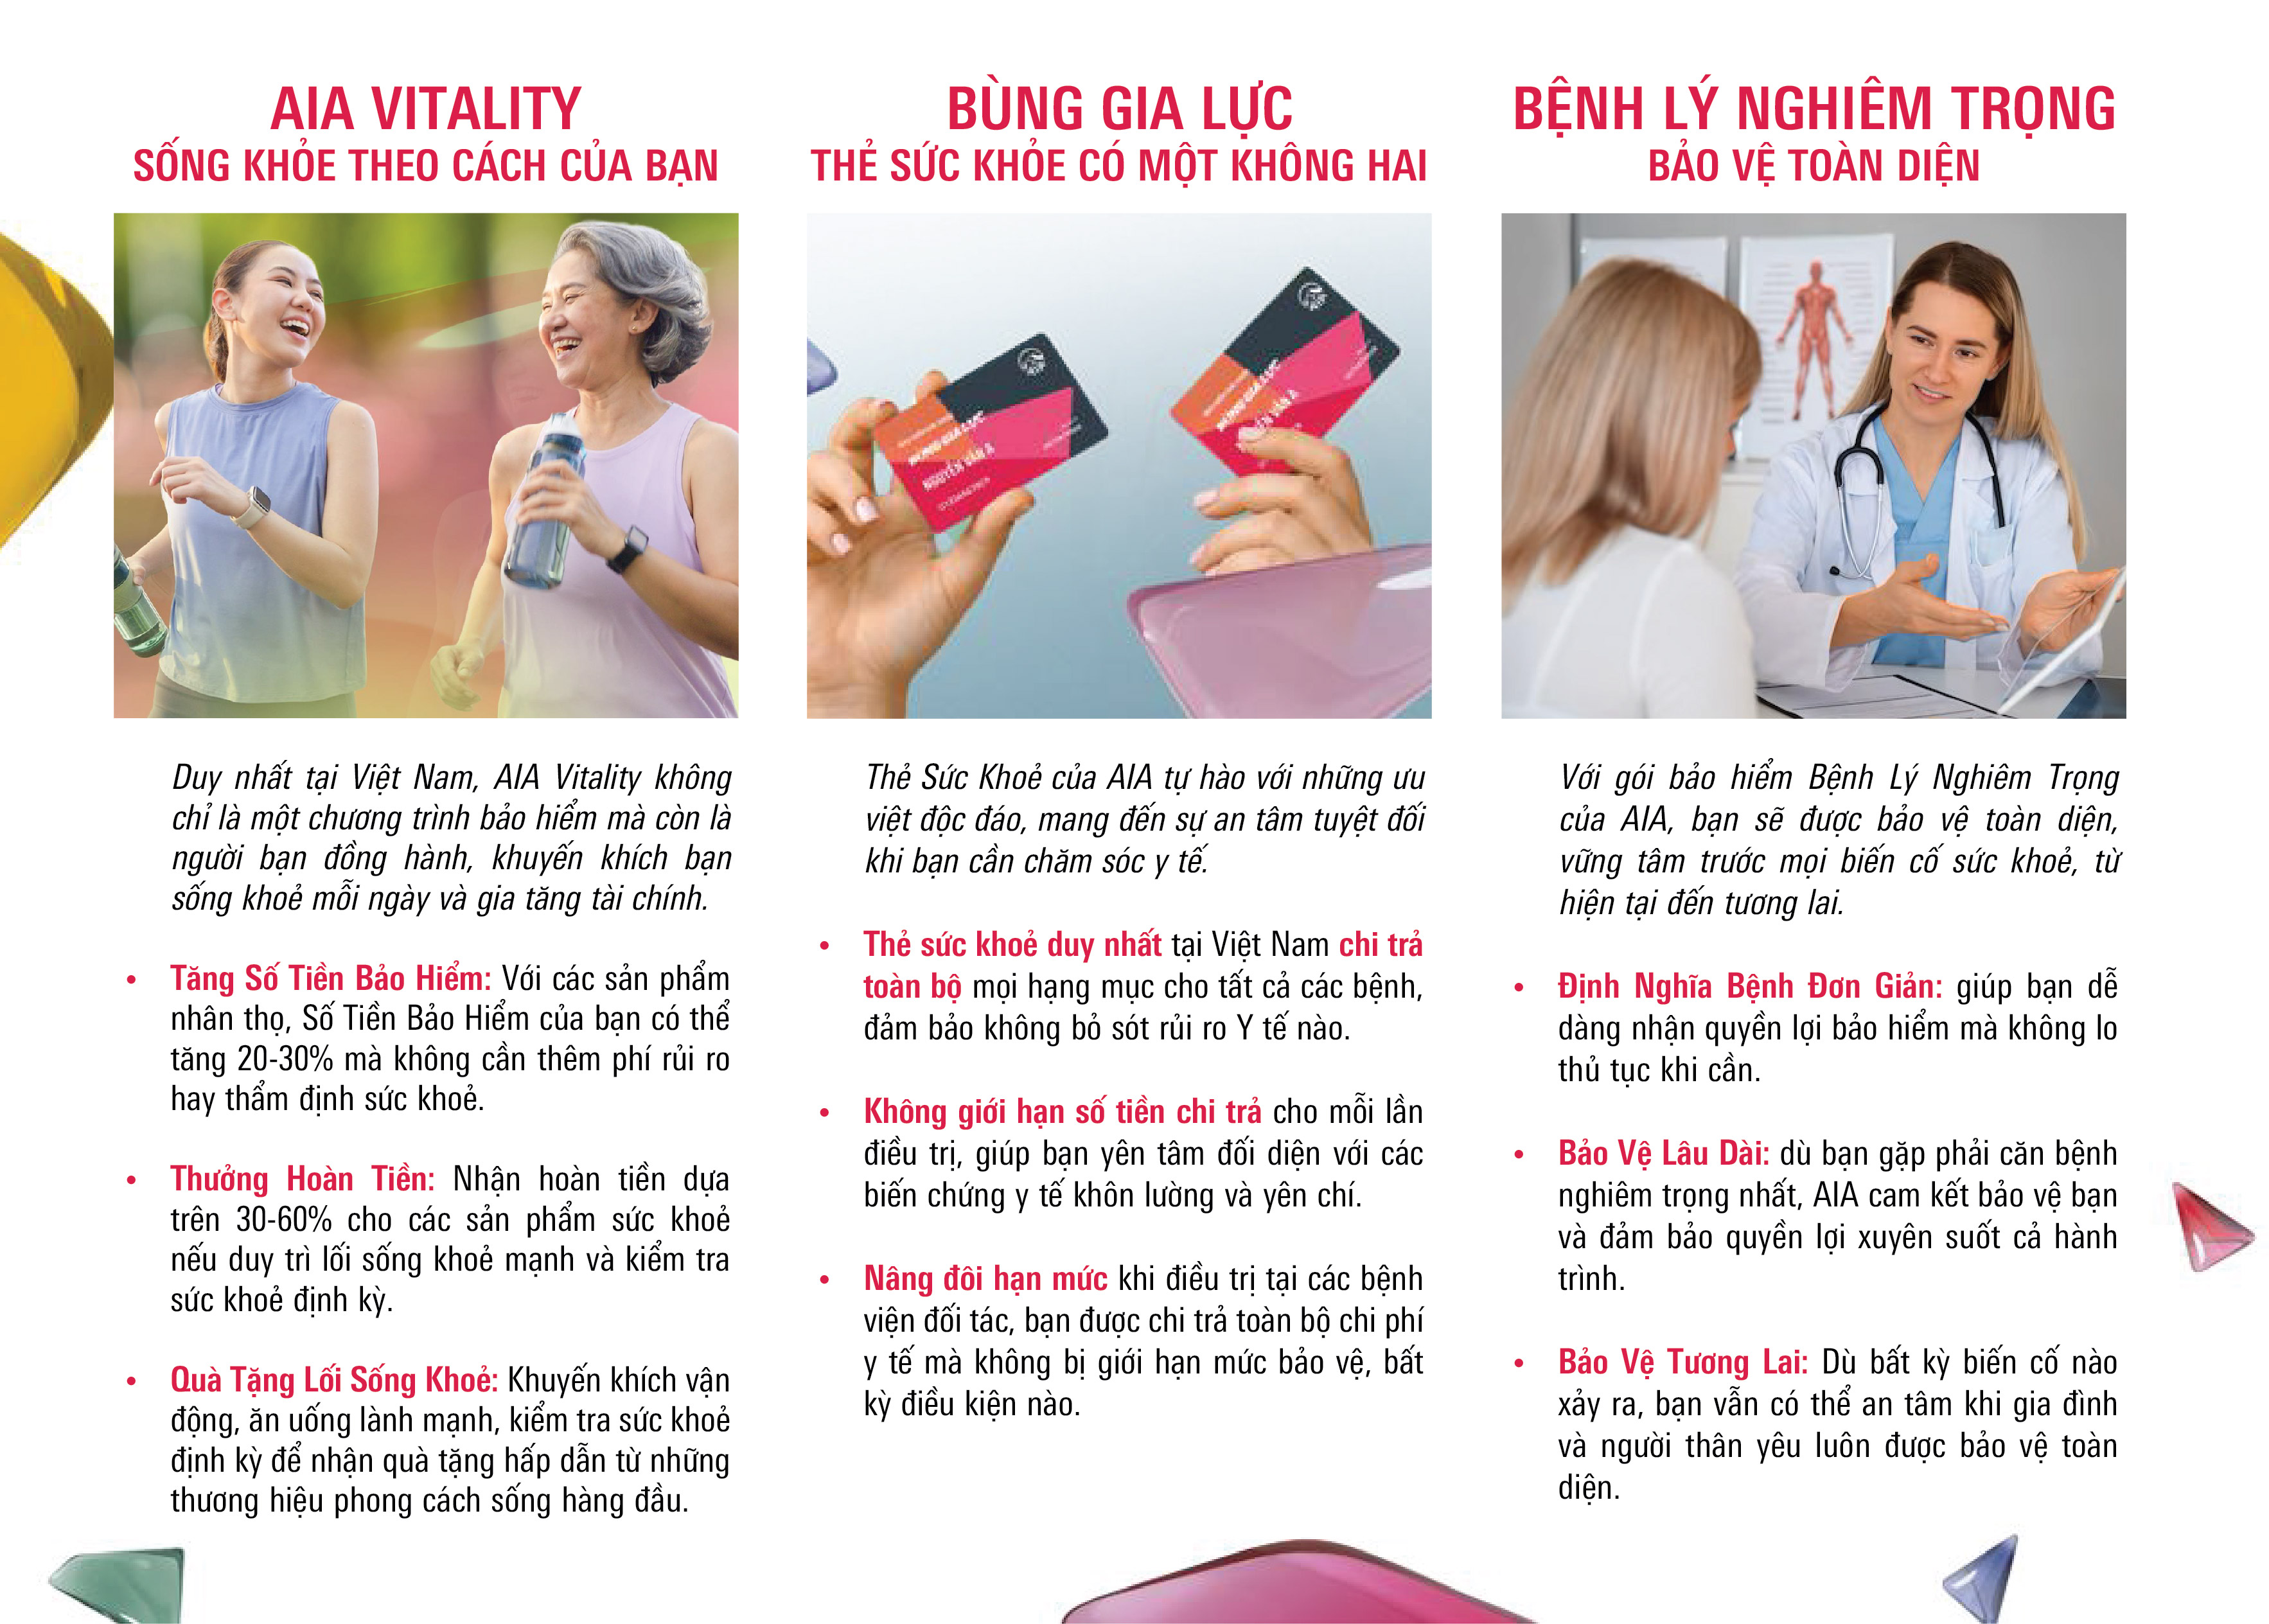 AIA VITALITY
SỐNG KHỎE THEO CÁCH CỦA BẠN
Duy nhất tại Việt Nam, AIA Vitality không
chỉ là một chương trình bảo hiểm mà còn là
người bạn đồng hành, khuyến khích bạn
sống khoẻ mỗi ngày và gia tăng tài chính.
• Tăng Số Tiền Bảo Hiểm: Với các sản phẩm
nhân thọ, Số Tiền Bảo Hiểm của bạn có thể
tăng 20-30% mà không cần thêm phí rủi ro
hay thẩm định sức khoẻ.
• Thưởng Hoàn Tiền: Nhận hoàn tiền dựa
trên 30-60% cho các sản phẩm sức khoẻ
nếu duy trì lối sống khoẻ mạnh và kiểm tra
sức khoẻ định kỳ.
• Quà Tặng Lối Sống Khoẻ: Khuyến khích vận
động, ăn uống lành mạnh, kiểm tra sức khoẻ
định kỳ để nhận quà tặng hấp dẫn từ những
thương hiệu phong cách sống hàng đầu.
BÙNG GIA LỰC
THẺ SỨC KHỎE CÓ MỘT KHÔNG HAI
NGUYỄN VĂN A
Thẻ Sức Khoẻ của AIA tự hào với những ưu
việt độc đáo, mang đến sự an tâm tuyệt đối
khi bạn cần chăm sóc y tế.
• Thẻ sức khoẻ duy nhất tại Việt Nam chi trả
toàn bộ mọi hạng mục cho tất cả các bệnh,
đảm bảo không bỏ sót rủi ro Y tế nào.
• Không giới hạn số tiền chi trả cho mỗi lần
điều trị, giúp bạn yên tâm đối diện với các
biến chứng y tế khôn lường và yên chí.
• Nâng đôi hạn mức khi điều trị tại các bệnh
viện đối tác, bạn được chi trả toàn bộ chi phí
y tế mà không bị giới hạn mức bảo vệ, bất
kỳ điều kiện nào.
BỆNH LÝ NGHIÊM TRỌNG
BẢO VỆ TOÀN DIỆN
Với gói bảo hiểm Bệnh Lý Nghiêm Trọng
của AIA, bạn sẽ được bảo vệ toàn diện,
vững tâm trước mọi biến cố sức khoẻ, từ
hiện tại đến tương lai.
• Định Nghĩa Bệnh Đơn Giản: giúp bạn dễ
dàng nhận quyền lợi bảo hiểm mà không lo
thủ tục khi cần.
• Bảo Vệ Lâu Dài: dù bạn gặp phải căn bệnh
nghiêm trọng nhất, AIA cam kết bảo vệ bạn
và đảm bảo quyền lợi xuyên suốt cả hành
trình.
• Bảo Vệ Tương Lai: Dù bất kỳ biến cố nào
xảy ra, bạn vẫn có thể an tâm khi gia đình
và người thân yêu luôn được bảo vệ toàn
diện.